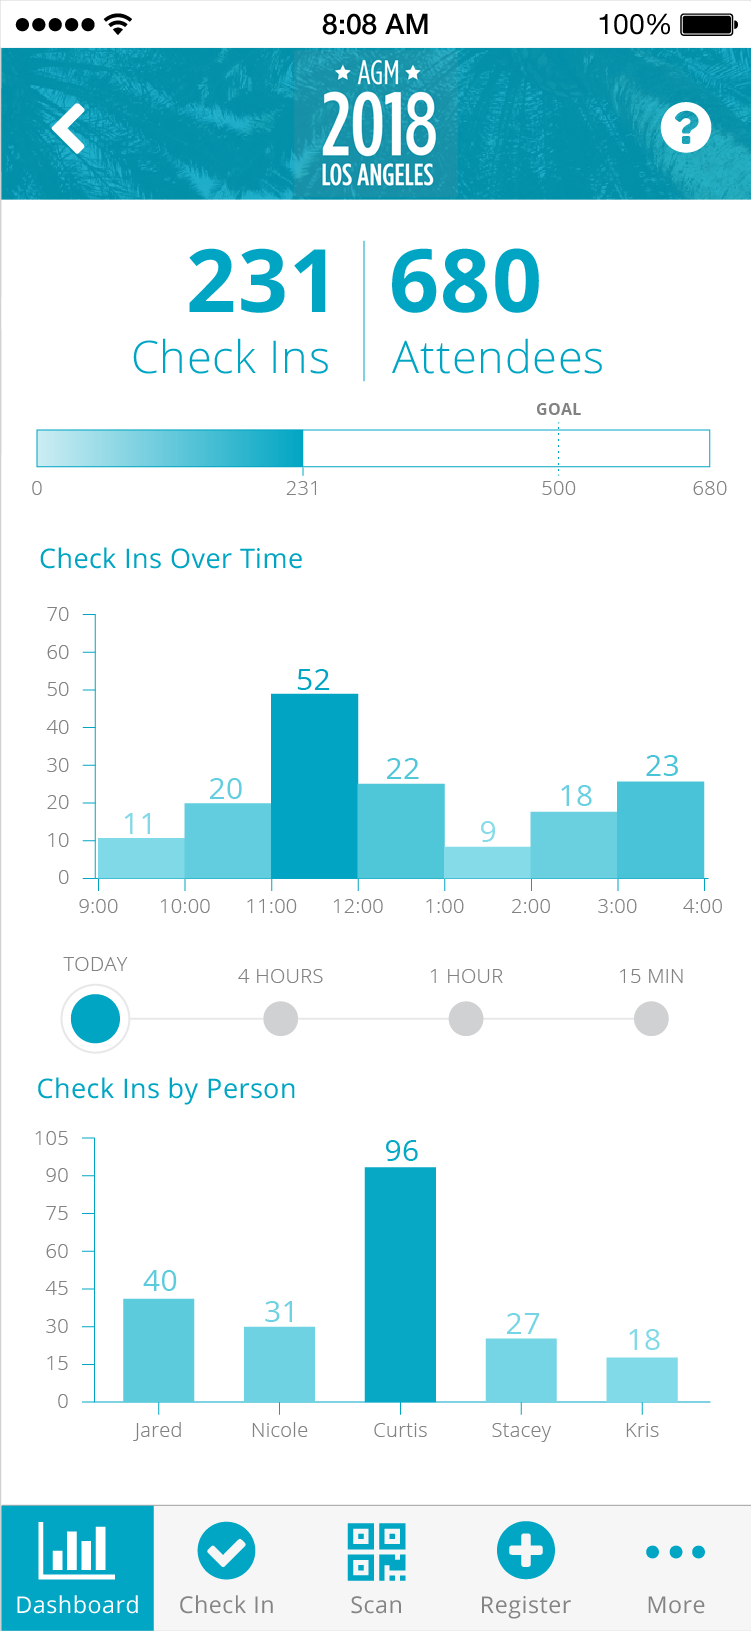 8:08 AM 100%
AGM
2018
LOS ANGELES
231 680
Check Ins Attendees
GOAL
0 231 500 680
Check Ins Over Time
70
60
50
40
30
20
10
0
52
22
23
20
18
11
9
9:00 10:00 11:00 12:00 1:00 2:00 3:00 4:00
TODAY 4 HOURS 1 HOUR 15 MIN
Check Ins by Person
105
90
75
60
45
30
15
0
96
40
31
27
18
Jared Nicole Curtis Stacey Kris
Dashboard Check In Scan Register More